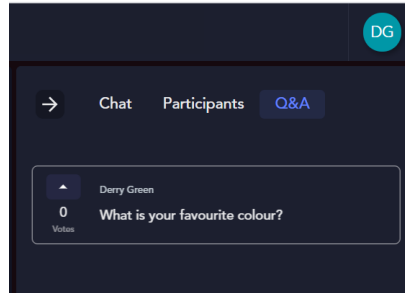 DG
Chat Participants Q&A
Derry Green
0 What is your favourite colour?
Votes